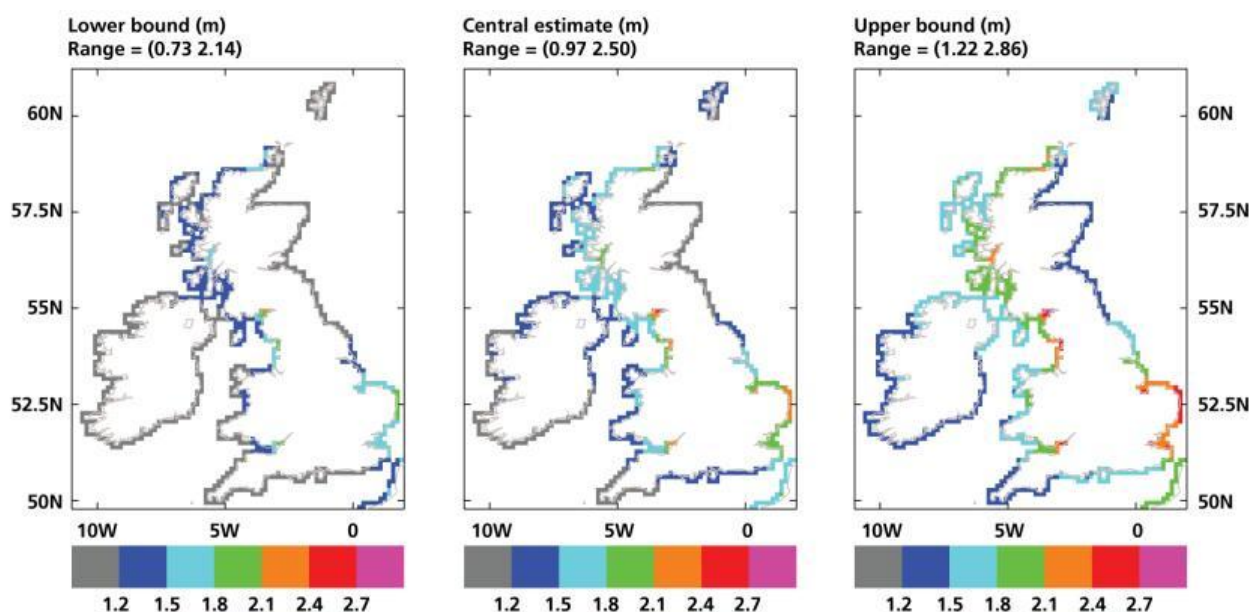 Lower bound (m)
Range = (0.73 2.14)
Central estimate (m)
Range = (0.97 2.50)
Upper bound (m)
Range = (1.22 2.86)
60N
57.5N
55N
52.5N
50N
60N
57.5N
55N
52.5N
50N
10W 5W 0
10W 5W 0
10W 5W 0
1.2 1.5 1.8 2.1 2.4 2.7
1.2 1.5 1.8 2.1 2.4 2.7
1.2 1.5 1.8 2.1 2.4 2.7